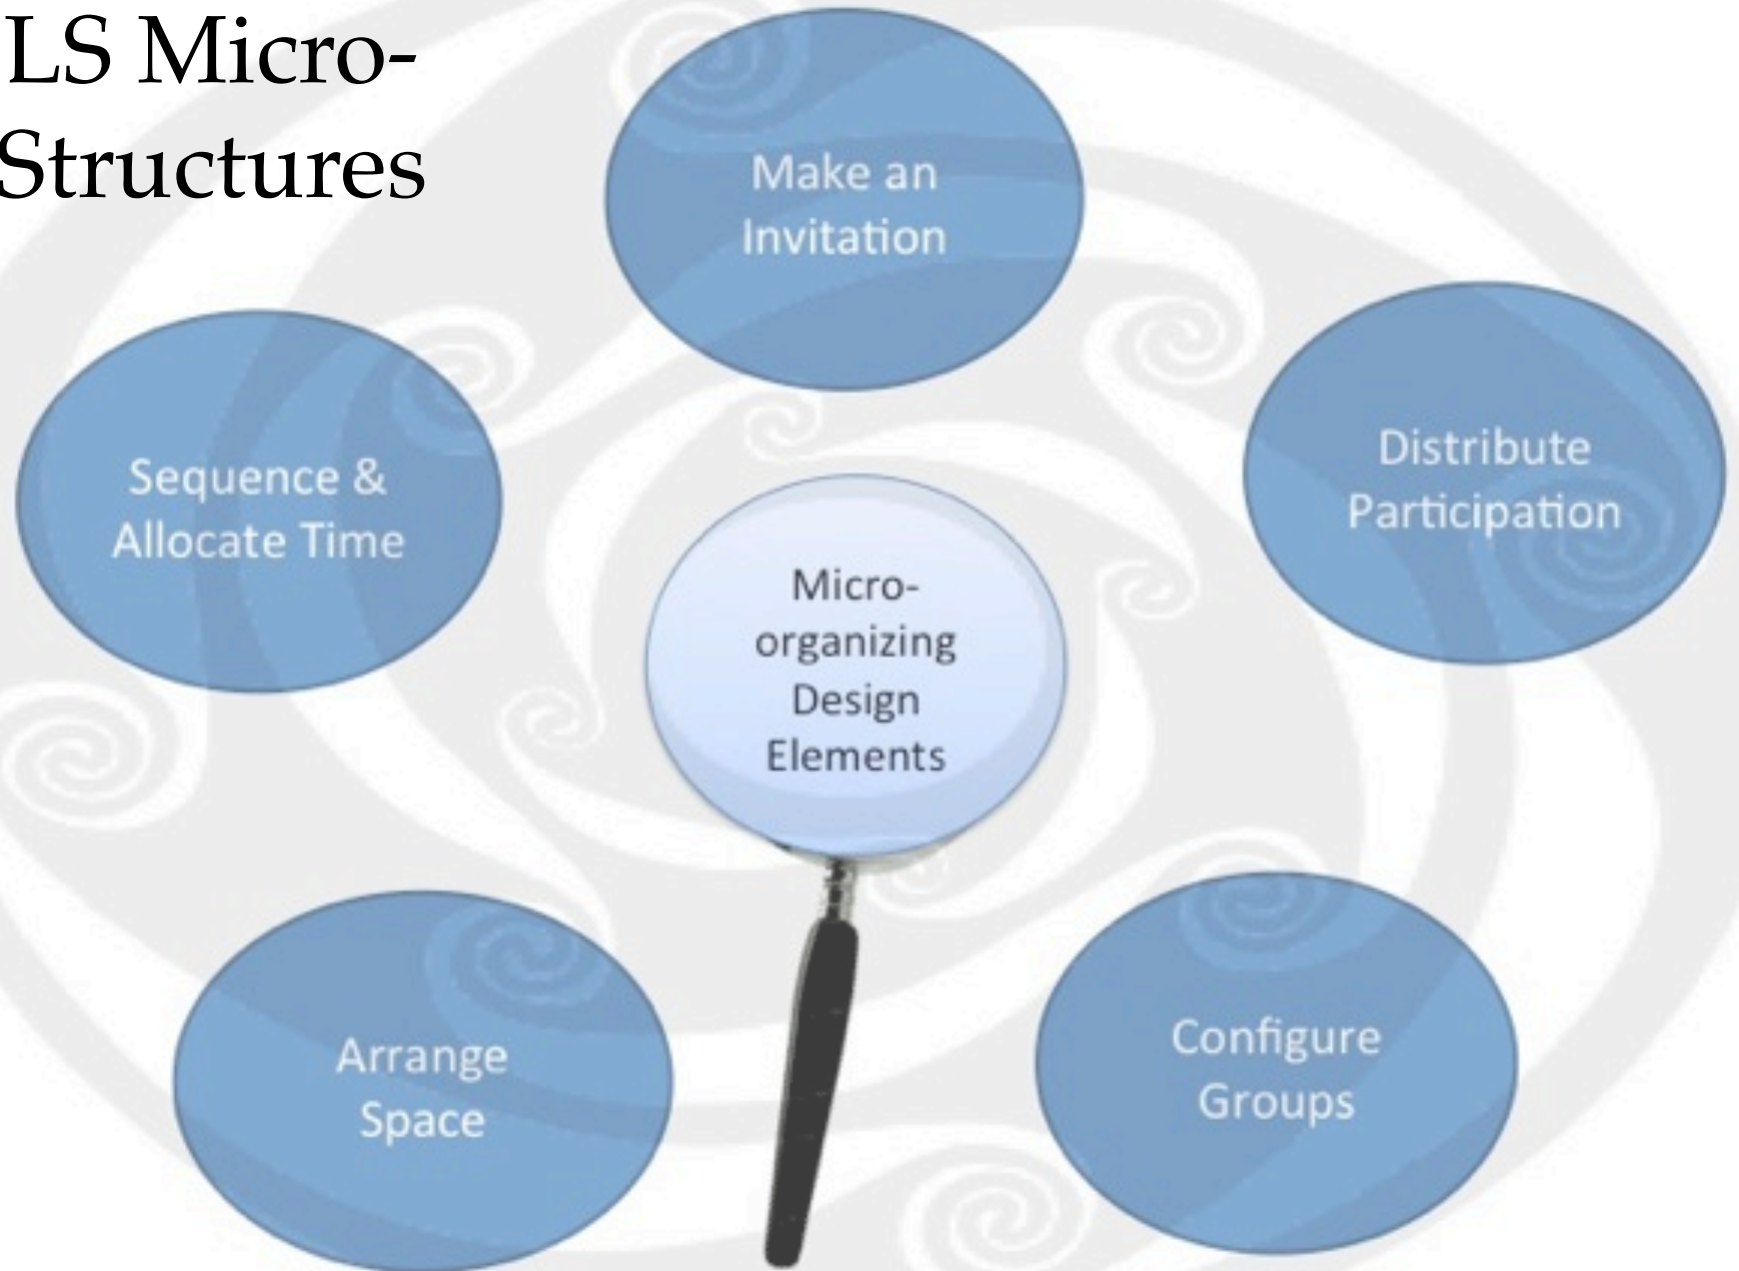 LS Micro-
Structures
Make an
Invitation
Distribute
Participation
Configure
Groups
Arrange
Space
Sequence &
Allocate Time
Micro-
organizing
Design
Elements